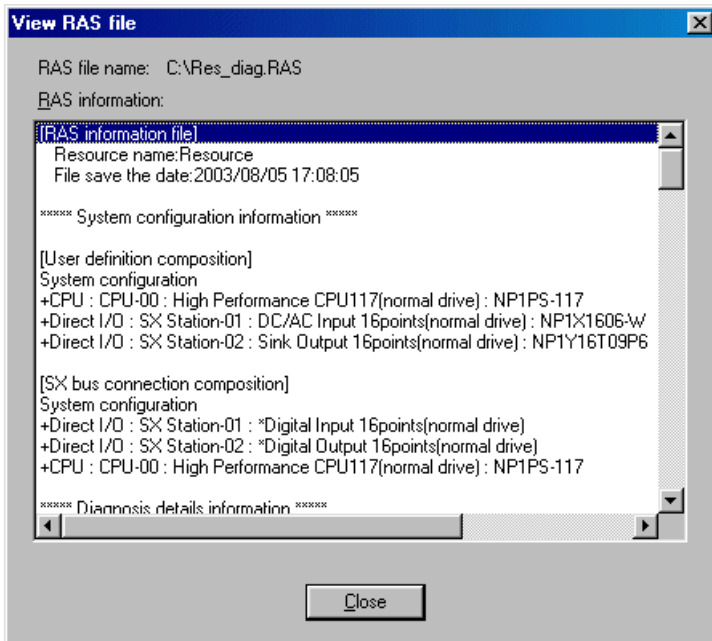 View RAS file
RAS file name: C:\Res_diag.RAS
RAS information:
[RAS information file]
Resource name:Resource
File save the date:2003/08/05 17:08:05
***** System configuration information *****
[User definition composition]
System configuration
+CPU : CPU-00 : High Performance CPU117(normal drive) : NP1PS-117
+Direct I/O : SX Station-01 : DC/AC Input 16points(normal drive) : NP1X1606-W
+Direct I/O : SX Station-02 : Sink Output 16points(normal drive) : NP1Y16T09P6
[SX bus connection composition]
System configuration
+Direct I/O : SX Station-01 : *Digital Input 16points(normal drive)
+Direct I/O : SX Station-02 : *Digital Output 16points(normal drive)
+CPU : CPU-00 : High Performance CPU117(normal drive) : NP1PS-117
***** Diagnosis details information *****
Close